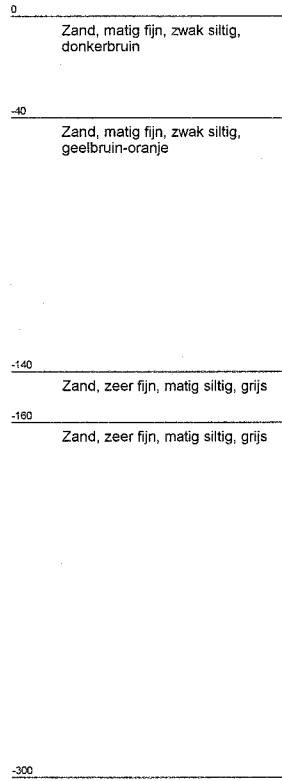 0
Zand, matig fijn, zwak siltig,
donkerbruin
-40
Zand, matig fijn, zwak siltig,
geelbruin-oranje
-140
Zand, zeer fijn, matig siltig, grijs
-160
Zand, zeer fijn, matig siltig, grijs
-300